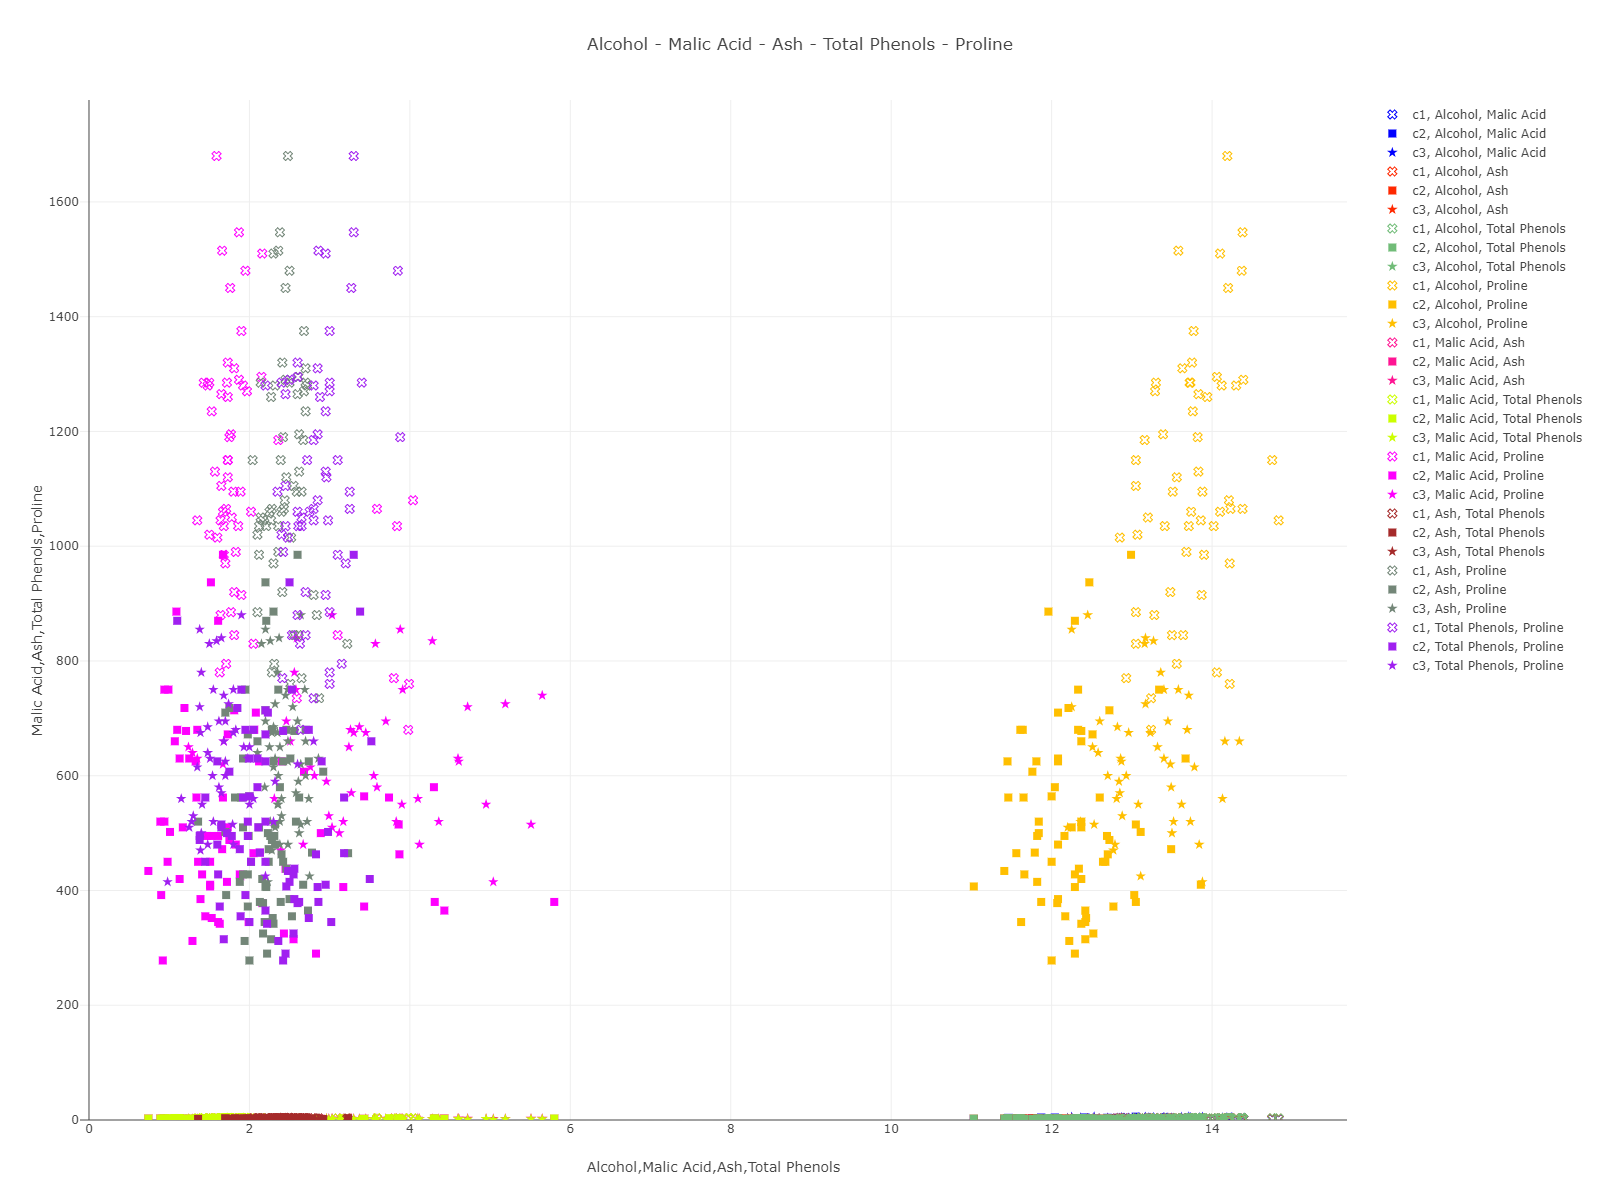 Alcohol - Malic Acid - Ash - Total Phenols - Proline
Malic Acid,Ash,Total Phenols,Proline
1600
1400
1200
1000
800
600
400
200
0
0 2 4 6 8 10 12 14
Alcohol,Malic Acid,Ash,Total Phenols
c1, Alcohol, Malic Acid
c2, Alcohol, Malic Acid
c3, Alcohol, Malic Acid
c1, Alcohol, Ash
c2, Alcohol, Ash
c3, Alcohol, Ash
c1, Alcohol, Total Phenols
c2, Alcohol, Total Phenols
c3, Alcohol, Total Phenols
c1, Alcohol, Proline
c2, Alcohol, Proline
c3, Alcohol, Proline
c1, Malic Acid, Ash
c2, Malic Acid, Ash
c3, Malic Acid, Ash
c1, Malic Acid, Total Phenols
c2, Malic Acid, Total Phenols
c3, Malic Acid, Total Phenols
c1, Malic Acid, Proline
c2, Malic Acid, Proline
c3, Malic Acid, Proline
c1, Ash, Total Phenols
c2, Ash, Total Phenols
c3, Ash, Total Phenols
c1, Ash, Proline
c2, Ash, Proline
c3, Ash, Proline
c1, Total Phenols, Proline
c2, Total Phenols, Proline
c3, Total Phenols, Proline